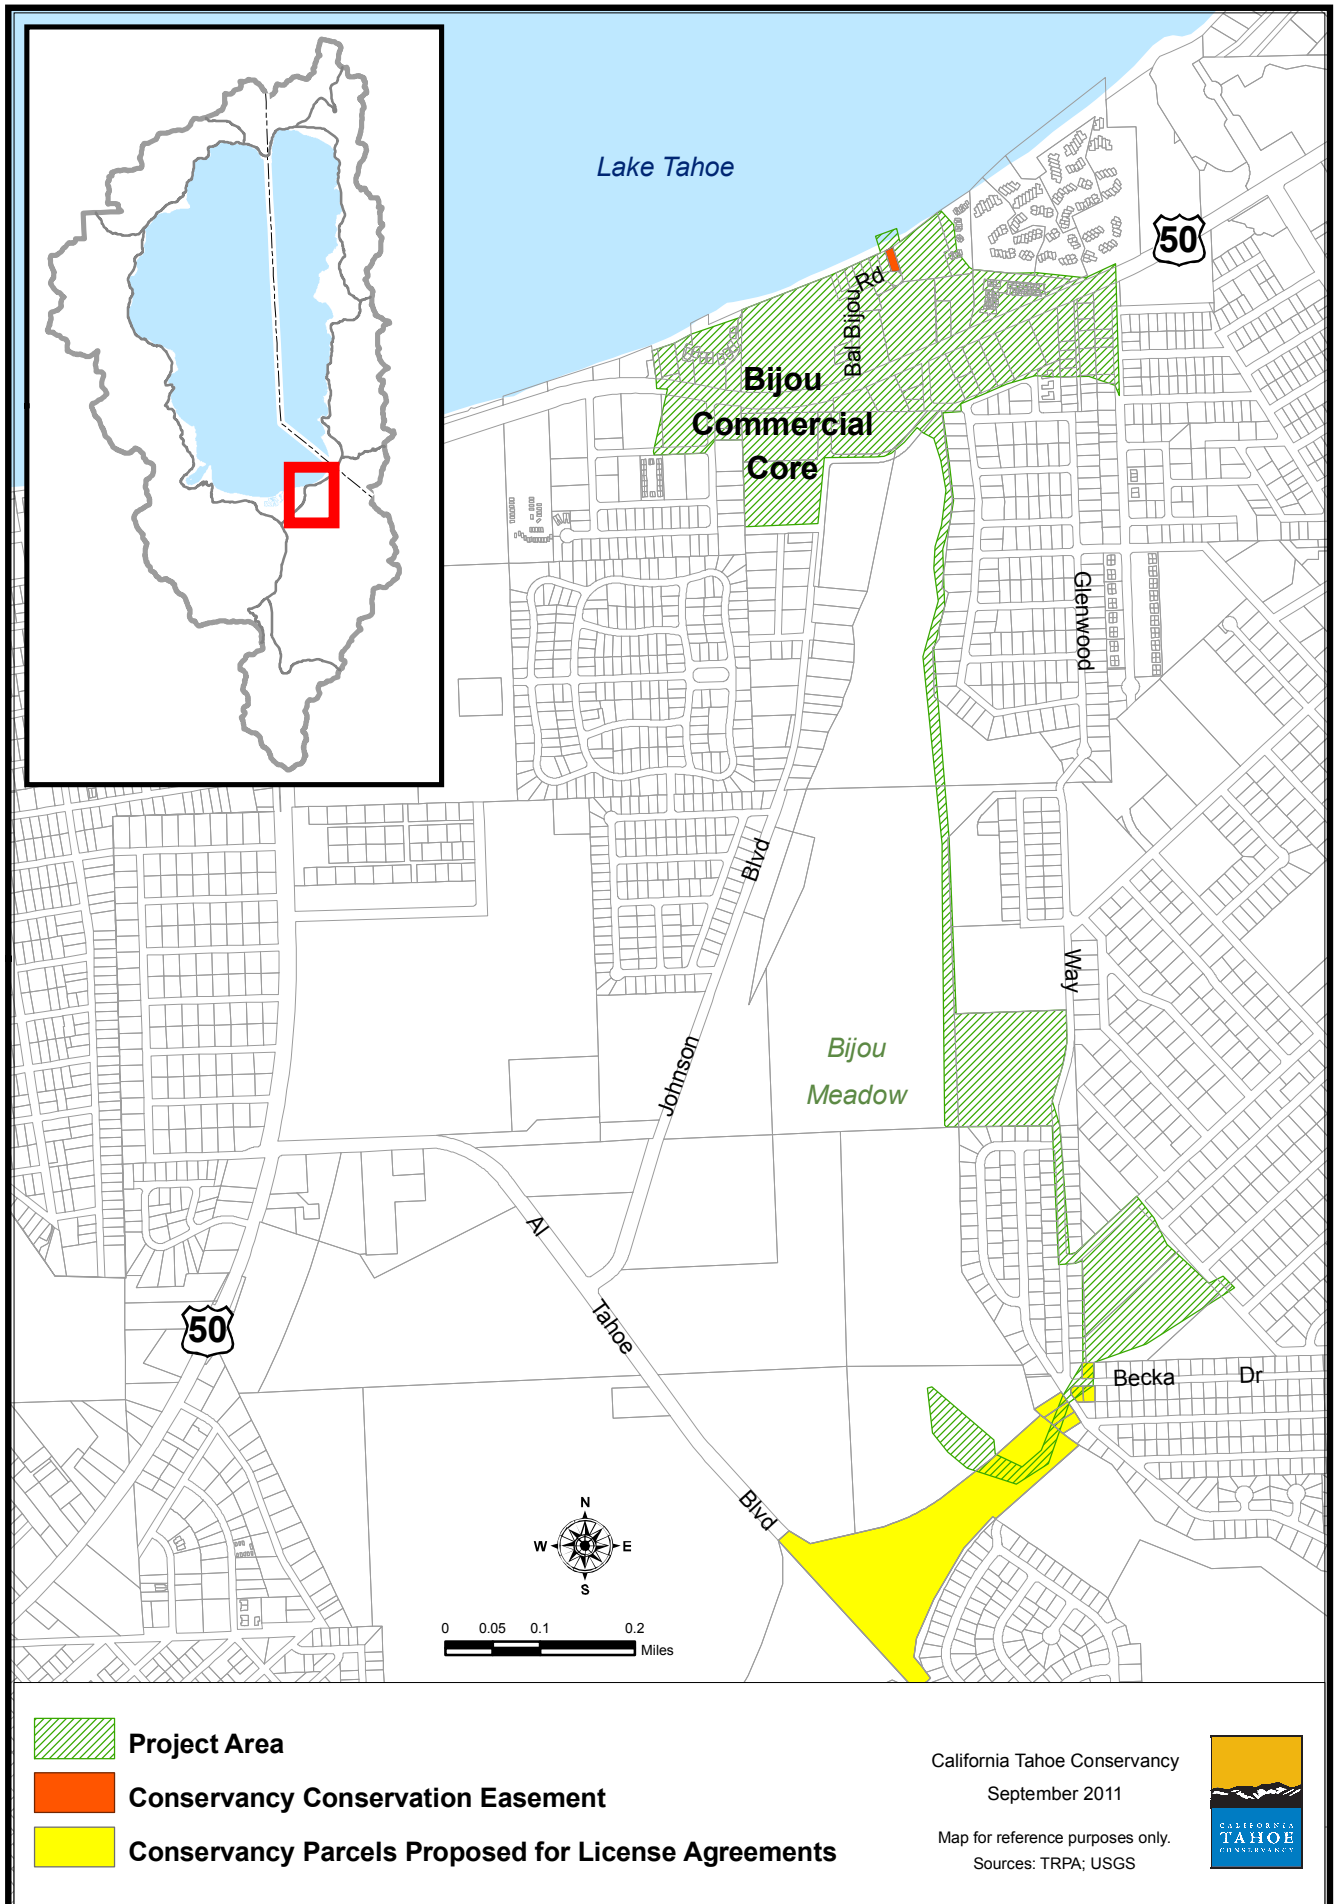 Lake Tahoe
50
Bal Bijou Rd
Bijou
Commercial
Core
Glenwood
Way
Johnson
Blvd
Bijou
Meadow
Al
Tahoe
Blvd
50
Becka Dr
N
W E
S
0 0.05 0.1 0.2
Miles
Project Area
Conservancy Conservation Easement
Conservancy Parcels Proposed for License Agreements
California Tahoe Conservancy
September 2011
Map for reference purposes only.
Sources: TRPA; USGS
CALIFORNIA
TAHOE
CONSERVANCY